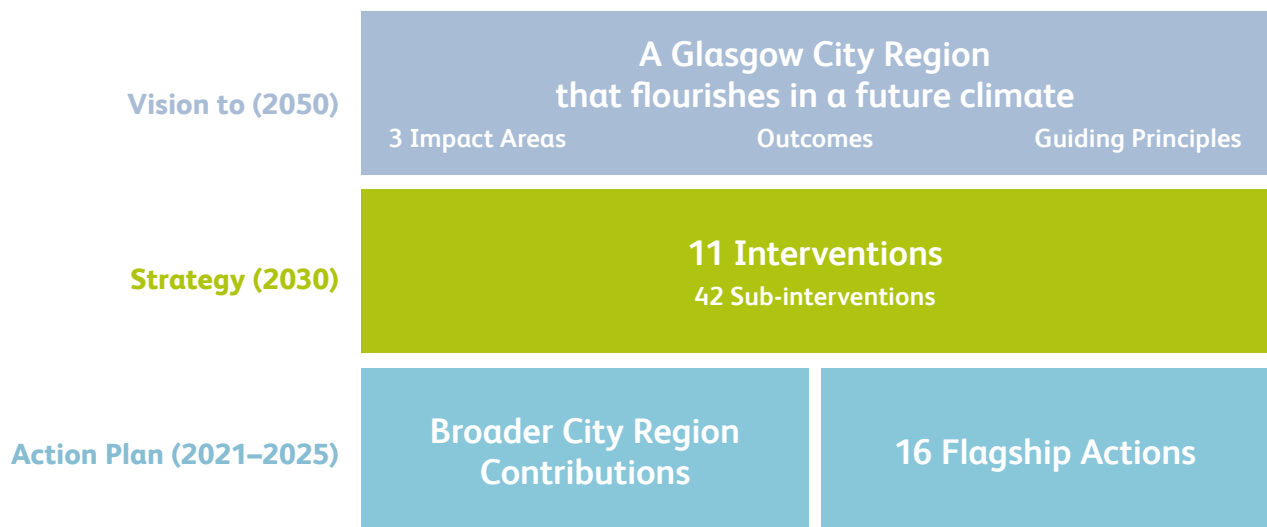 Vision to (2050)
A Glasgow City Region
that flourishes in a future climate
3 Impact Areas
Outcomes
Guiding Principles
Strategy (2030)
11 Interventions
42 Sub-interventions
Action Plan (2021–2025)
Broader City Region
Contributions
16 Flagship Actions